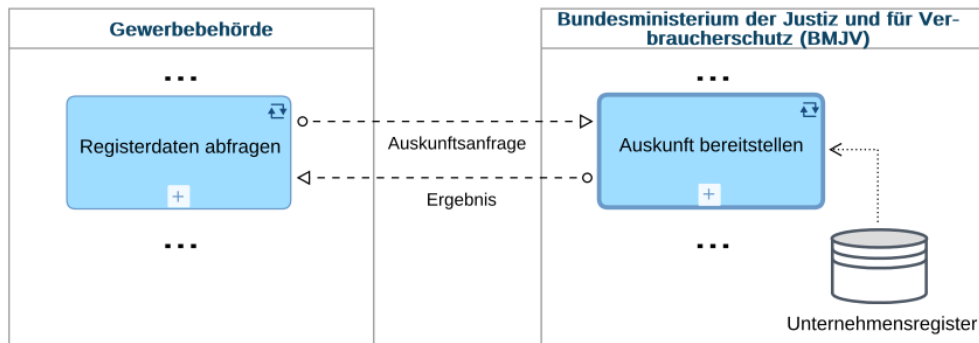 Gewerbebehörde
Bundesministerium der Justiz und für Ver-
braucherschutz (BMJV)
...
...
Registerdaten abfragen
Auskunftsanfrage
Auskunft bereitstellen
+
Ergebnis
+
...
...
Unternehmensregister